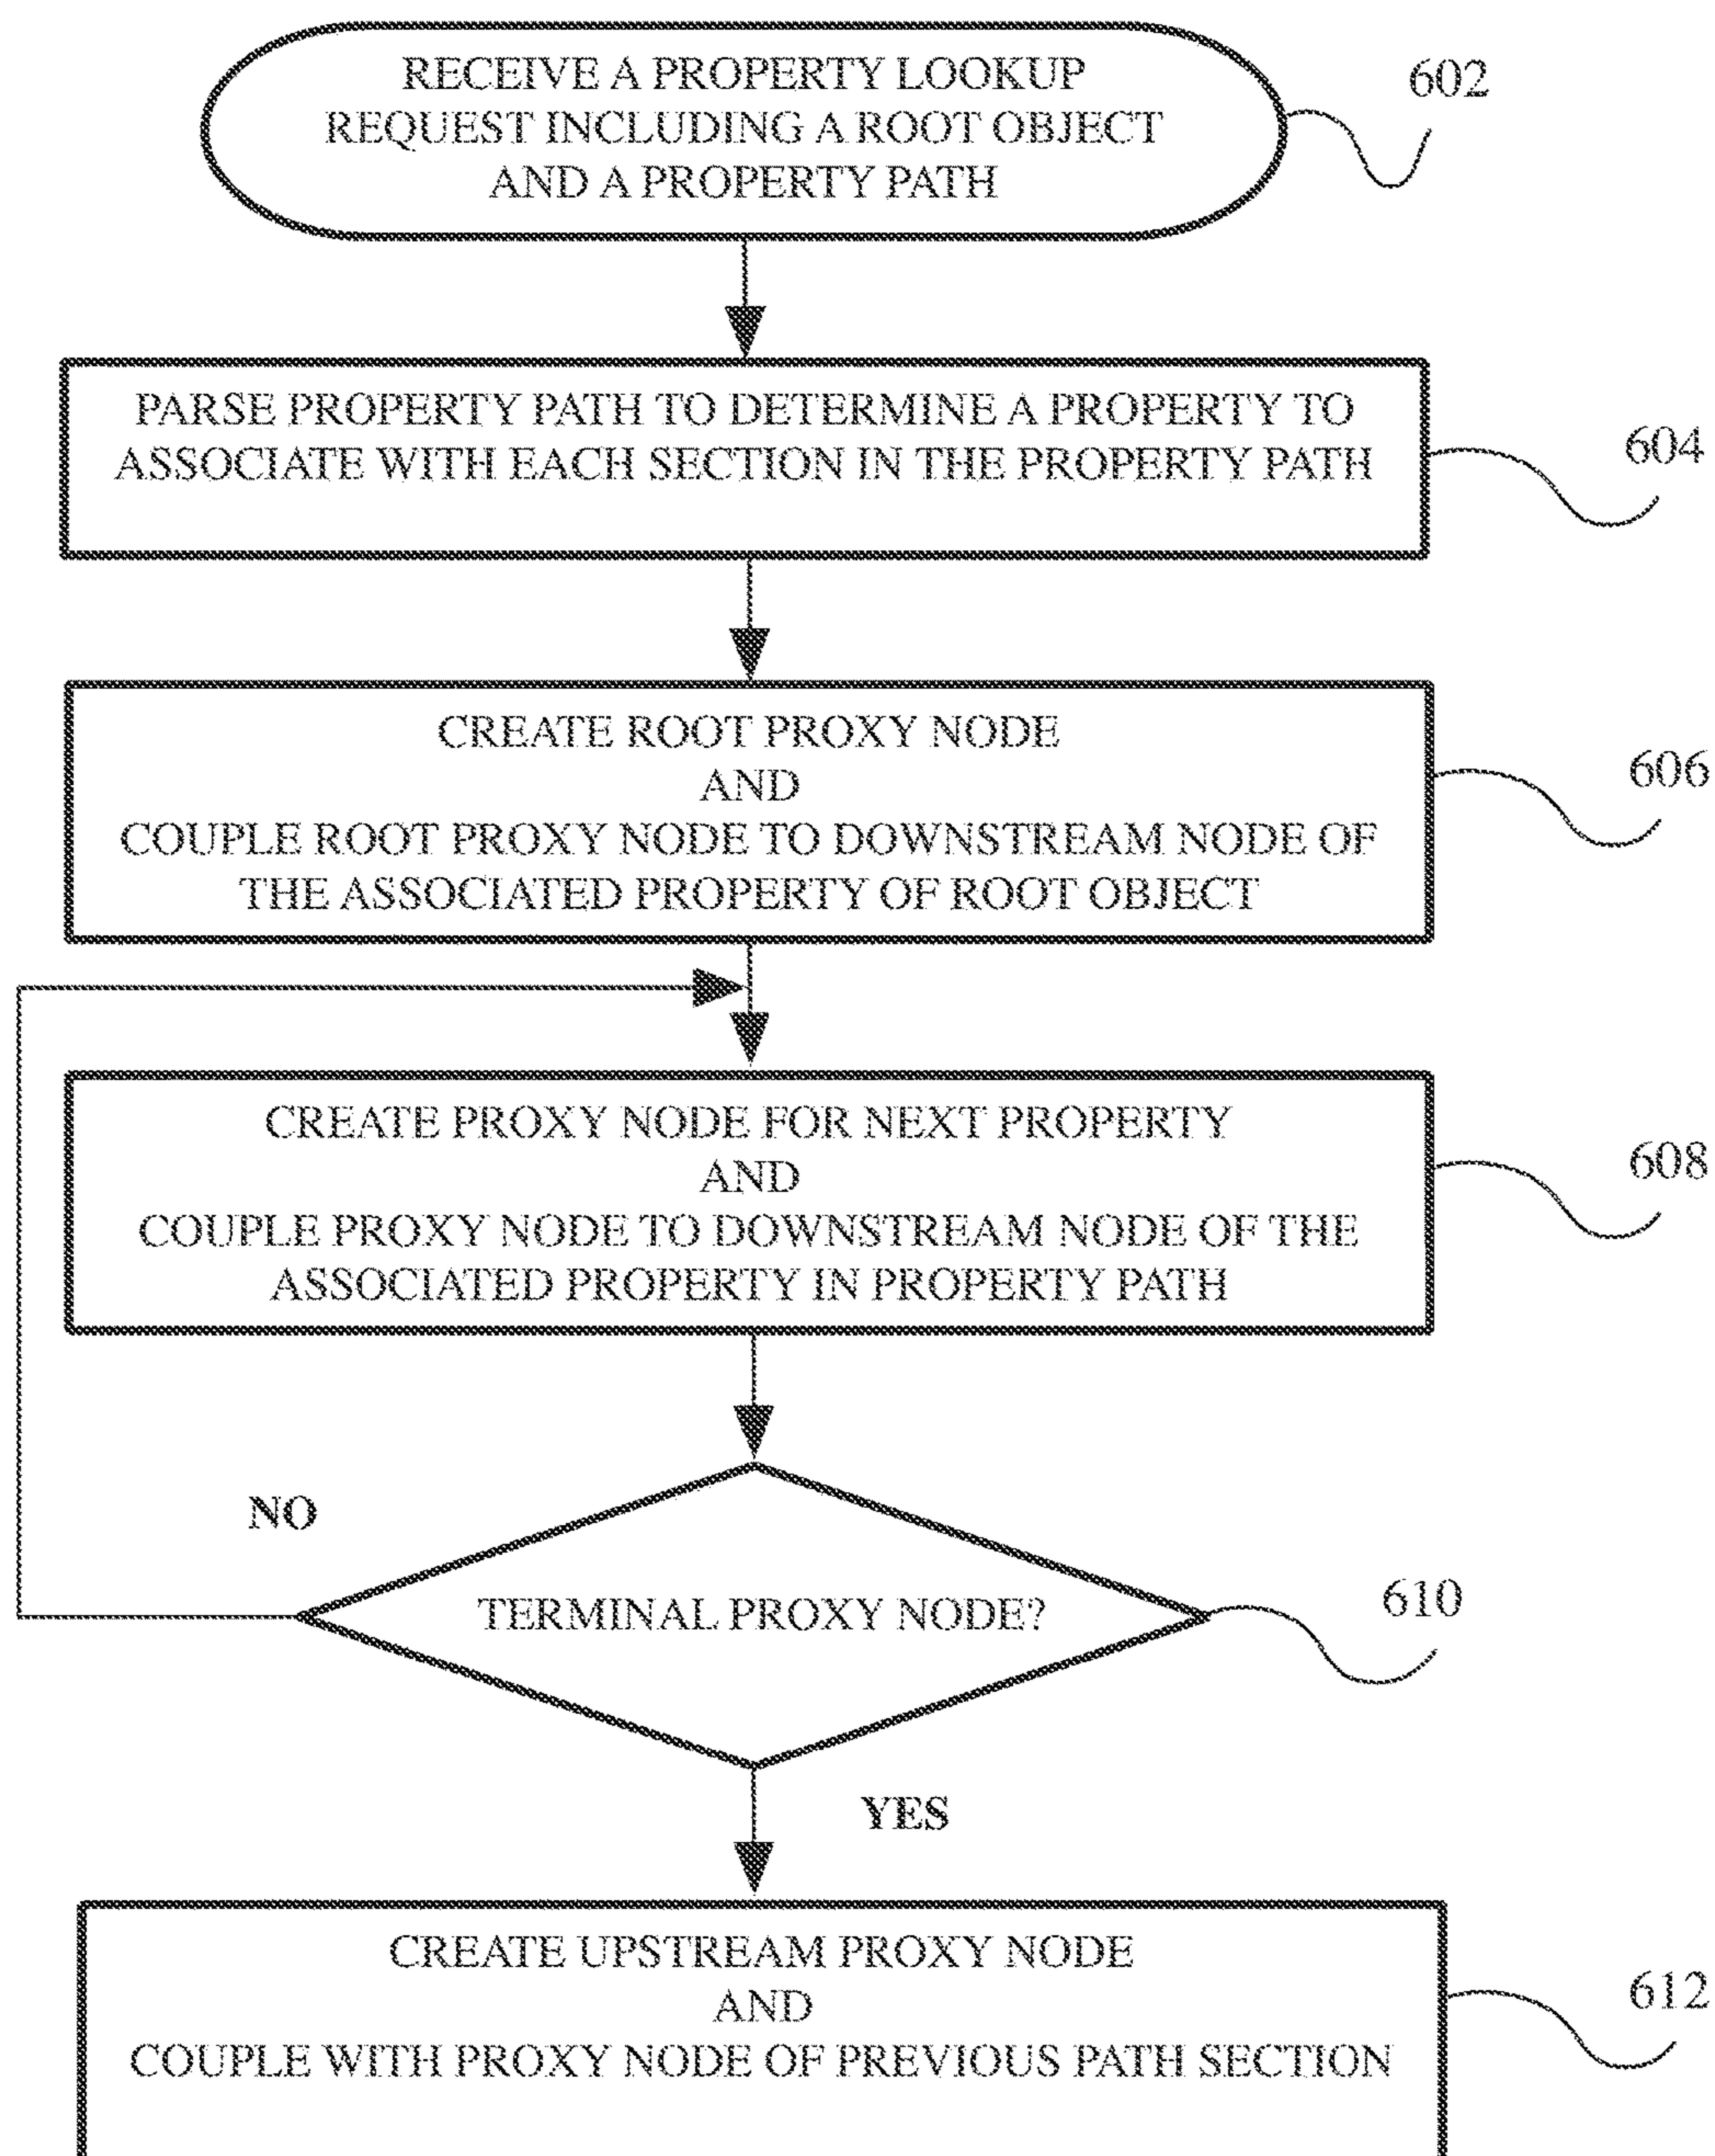 RECEIVE A PROPERTY LOOKUP
REQUEST INCLUDING A ROOT OBJECT
AND A PROPERTY PATH
602
PARSE PROPERTY PATH TO DETERMINE A PROPERTY TO
ASSOCIATE WITH EACH SECTION IN THE PROPERTY PATH
604
CREATE ROOT PROXY NODE
AND
COUPLE ROOT PROXY NODE TO DOWNSTREAM NODE OF
THE ASSOCIATED PROPERTY OF ROOT OBJECT
606
CREATE PROXY NODE FOR NEXT PROPERTY
AND
COUPLE PROXY NODE TO DOWNSTREAM NODE OF THE
ASSOCIATED PROPERTY IN PROPERTY PATH
608
NO
TERMINAL PROXY NODE?
610
YES
CREATE UPSTREAM PROXY NODE
AND
COUPLE WITH PROXY NODE OF PREVIOUS PATH SECTION
612